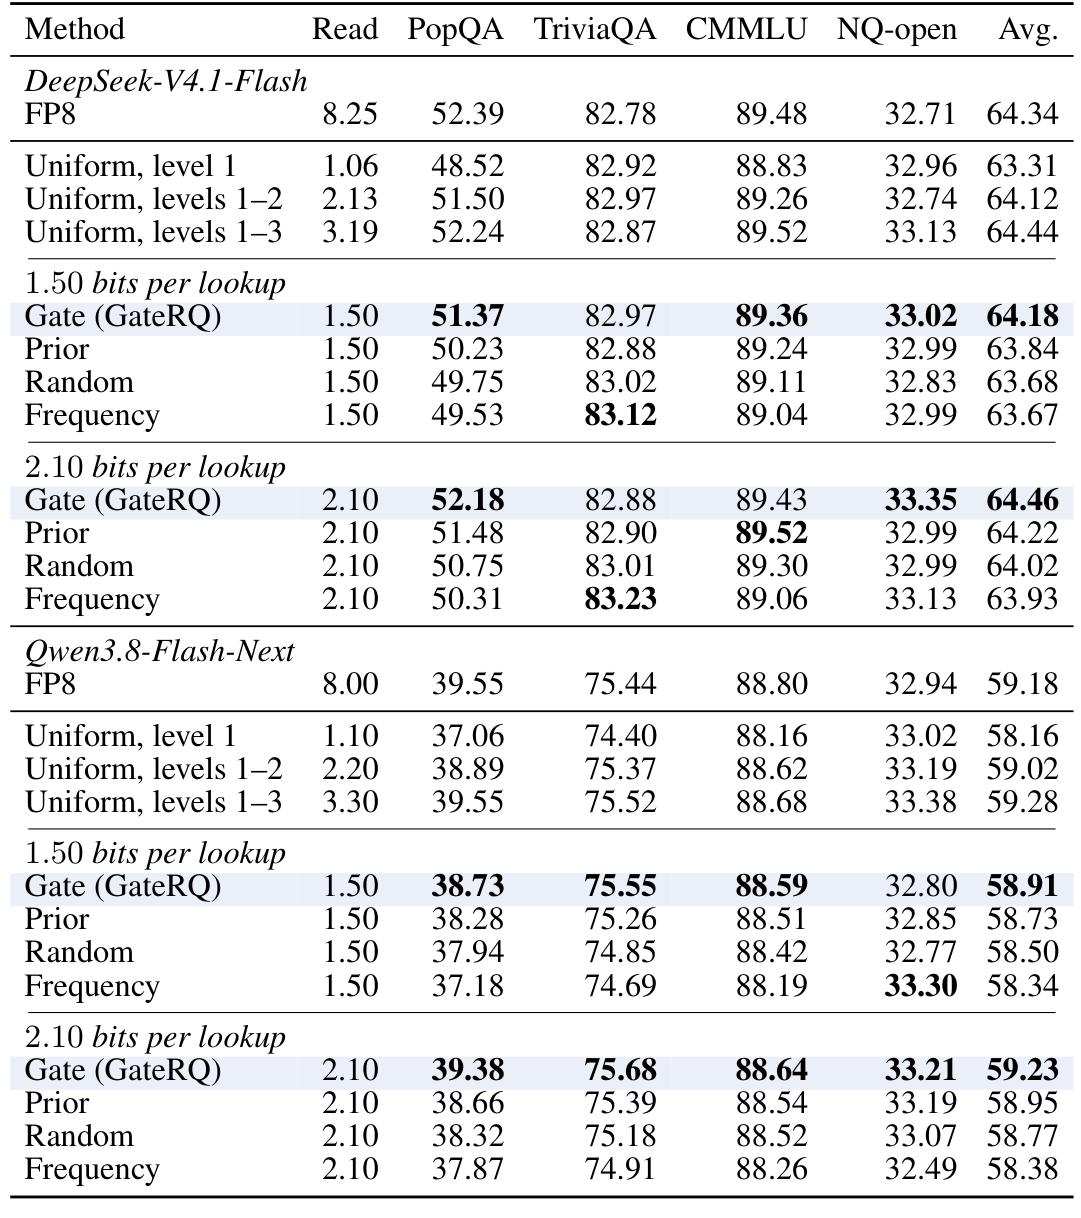 Method Read PopQA TriviaQA CMMLU NQ-open Avg.
DeepSeek-V4.1-Flash
FP8 8.25 52.39 82.78 89.48 32.71 64.34
Uniform, level 1 1.06 48.52 82.92 88.83 32.96 63.31
Uniform, levels 1–2 2.13 51.50 82.97 89.26 32.74 64.12
Uniform, levels 1–3 3.19 52.24 82.87 89.52 33.13 64.44
1.50 bits per lookup
Gate (GateRQ) 1.50 51.37 82.97 89.36 33.02 64.18
Prior 1.50 50.23 82.88 89.24 32.99 63.84
Random 1.50 49.75 83.02 89.11 32.83 63.68
Frequency 1.50 49.53 83.12 89.04 32.99 63.67
2.10 bits per lookup
Gate (GateRQ) 2.10 52.18 82.88 89.43 33.35 64.46
Prior 2.10 51.48 82.90 89.52 32.99 64.22
Random 2.10 50.75 83.01 89.30 32.99 64.02
Frequency 2.10 50.31 83.23 89.06 33.13 63.93
Qwen3.8-Flash-Next
FP8 8.00 39.55 75.44 88.80 32.94 59.18
Uniform, level 1 1.10 37.06 74.40 88.16 33.02 58.16
Uniform, levels 1–2 2.20 38.89 75.37 88.62 33.19 59.02
Uniform, levels 1–3 3.30 39.55 75.52 88.68 33.38 59.28
1.50 bits per lookup
Gate (GateRQ) 1.50 38.73 75.55 88.59 32.80 58.91
Prior 1.50 38.28 75.26 88.51 32.85 58.73
Random 1.50 37.94 74.85 88.42 32.77 58.50
Frequency 1.50 37.18 74.69 88.19 33.30 58.34
2.10 bits per lookup
Gate (GateRQ) 2.10 39.38 75.68 88.64 33.21 59.23
Prior 2.10 38.66 75.39 88.54 33.19 58.95
Random 2.10 38.32 75.18 88.52 33.07 58.77
Frequency 2.10 37.87 74.91 88.26 32.49 58.38